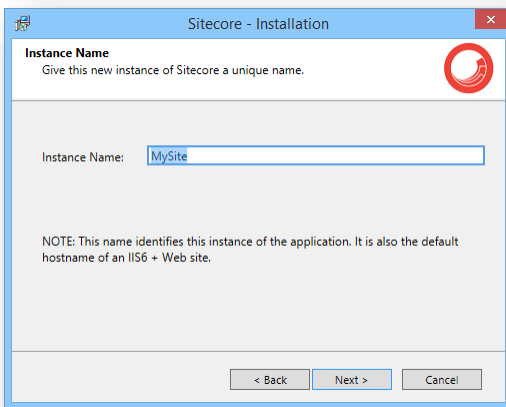 Sitecore - Installation
Instance Name
Give this new instance of Sitecore a unique name.
Instance Name: MySite
NOTE: This name identifies this instance of the application. It is also the default
hostname of an IIS6 + Web site.
< Back Next > Cancel